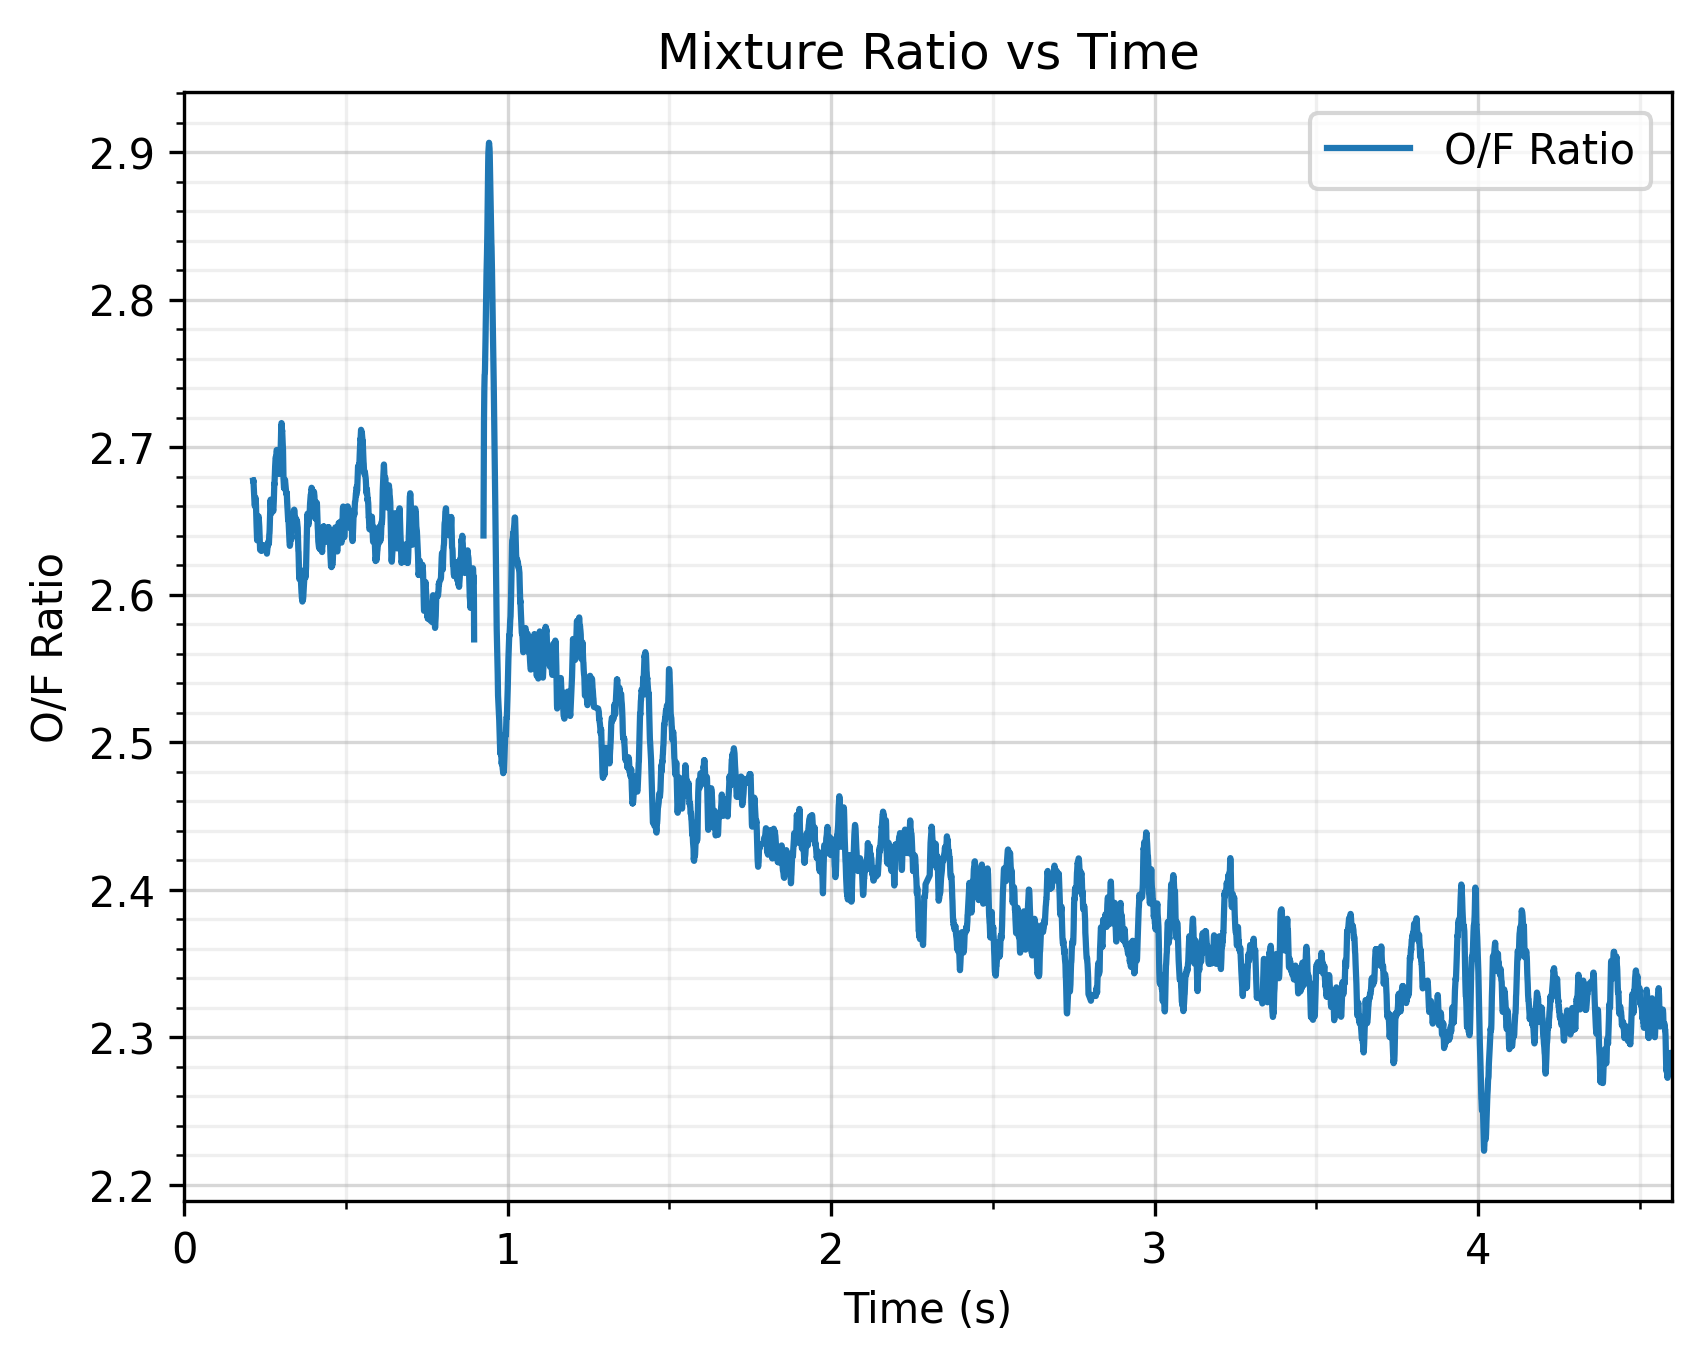 Mixture Ratio vs Time
O/F Ratio
O/F Ratio
2.9
2.8
2.7
2.6
2.5
2.4
2.3
2.2
0 1 2 3 4
Time (s)